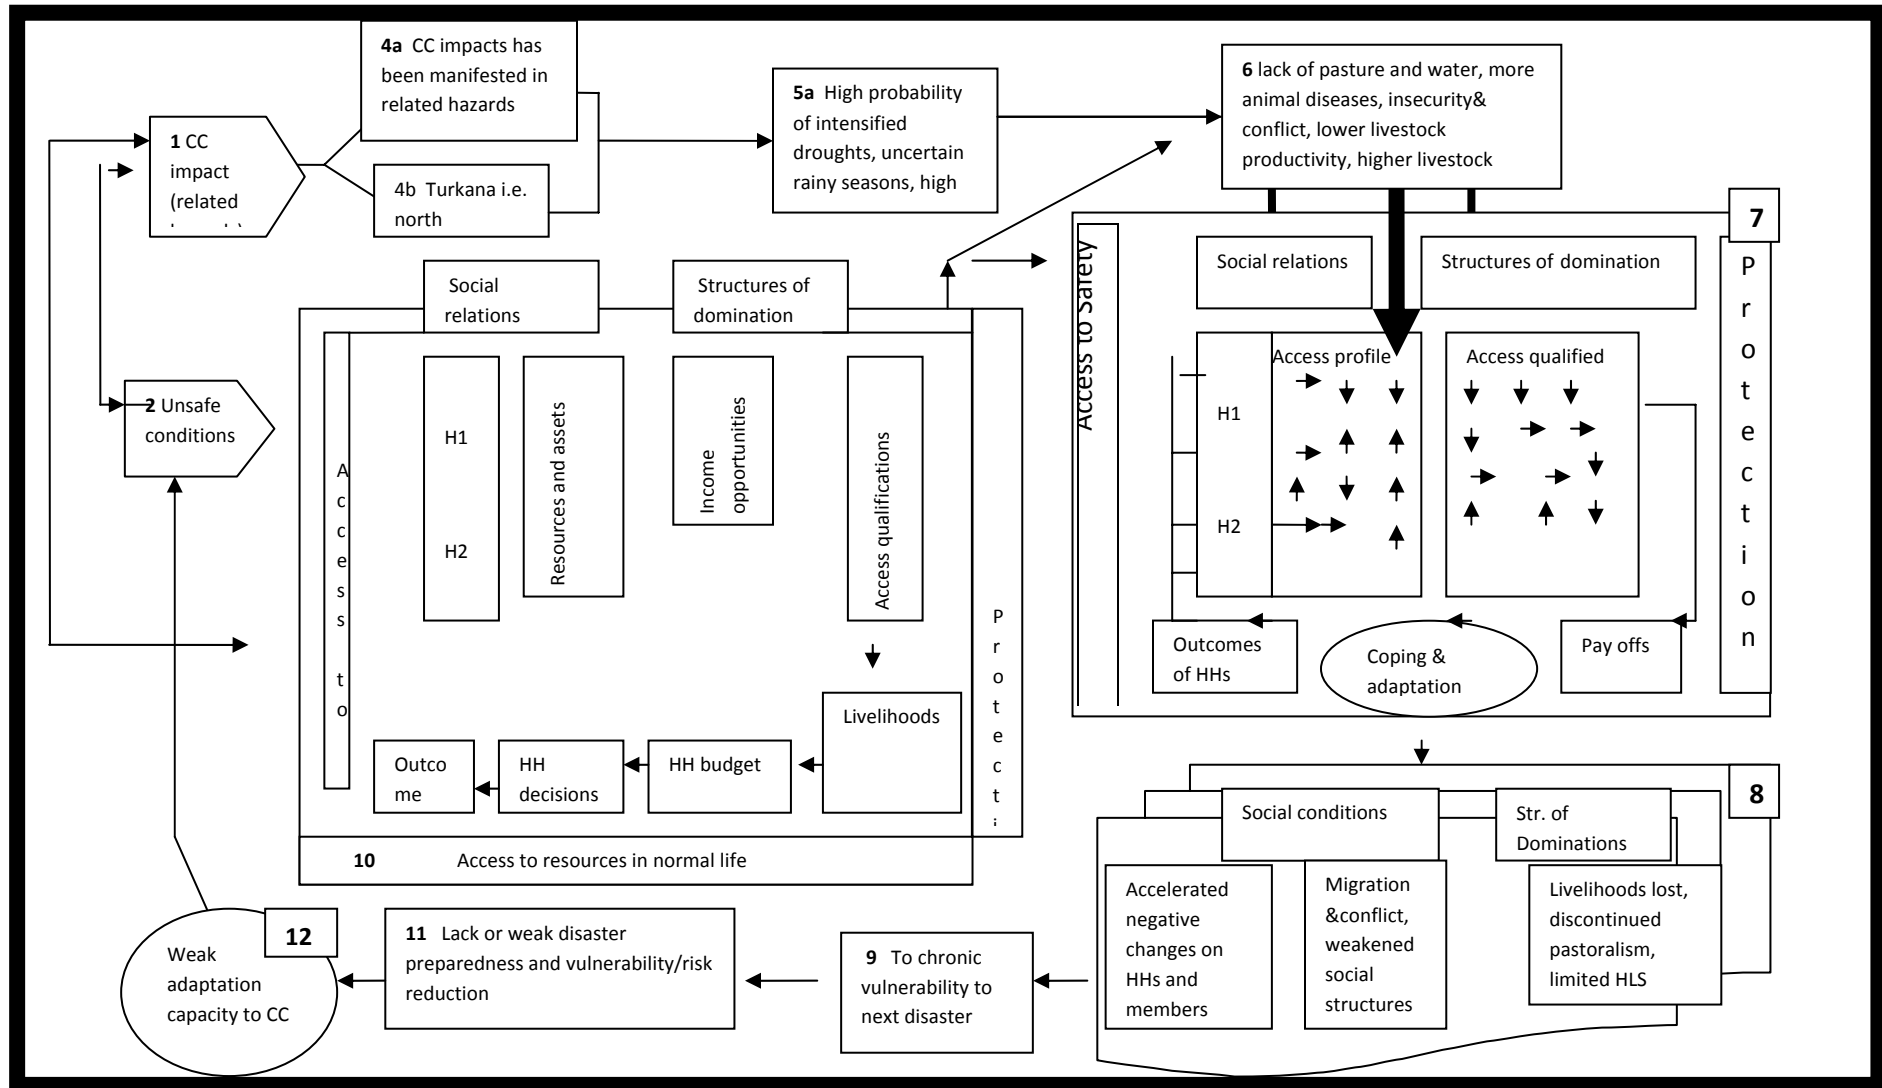 4a CC impacts has
been manifested in
related hazards
1 CC
impact
(related
4b Turkana i.e.
north
5a High probability
of intensified
droughts, uncertain
rainy seasons, high
6 lack of pasture and water, more
animal diseases, insecurity&
conflict, lower livestock
productivity, higher livestock
2 Unsafe
conditions
Social
relations
Structures of
domination
Access to
H1
H2
Resources and assets
Income
opportunities
Access qualifications
Livelihoods
HH budget
HH
decisions
Outco
me
Protecti
10 Access to resources in normal life
7
Access to safety
Social relations
Structures of domination
Access profile
Access qualified
H1
H2
Protection
Outcomes
of HHs
Coping &
adaptation
Pay offs
8
Social conditions
Str. of
Dominations
Accelerated
negative
changes on
HHs and
members
Migration
&conflict,
weakened
social
structures
Livelihoods lost,
discontinued
pastoralism,
limited HLS
9 To chronic
vulnerability to
next disaster
11 Lack or weak disaster
preparedness and vulnerability/risk
reduction
12
Weak
adaptation
capacity to CC